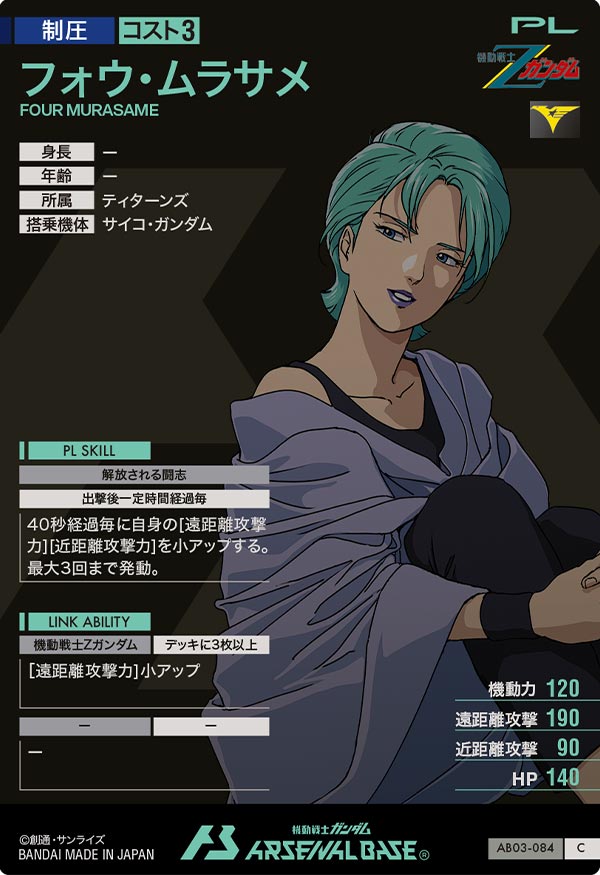 制圧 コスト3
PL
フォウ・ムラサメ
FOUR MURASAME
機動戦士
Zガンダム
身長 ー
年齢 ー
所属 ティターンズ
搭乗機体 サイコ・ガンダム
PL SKILL
解放される闘志
出撃後一定時間経過毎
40秒経過毎に自身の[遠距離攻撃
力][近距離攻撃力]を小アップする。
最大3回まで発動。
LINK ABILITY
機動戦士Zガンダム デッキに3枚以上
[遠距離攻撃力]小アップ
ー ー
ー
機動力 120
遠距離攻撃 190
近距離攻撃 90
HP 140
©創通・サンライズ
BANDAI MADE IN JAPAN
機動戦士ガンダム
ARSENAL BASE®
AB03-084 C